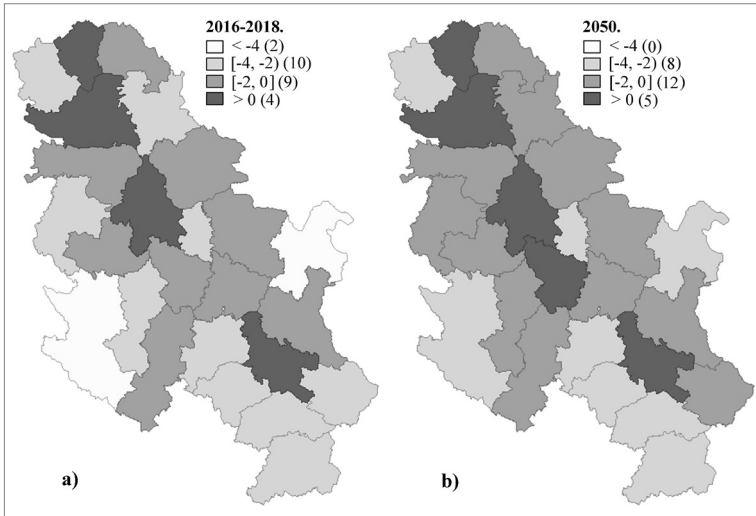 2016-2018.
< -4 (2)
[-4, -2) (10)
[-2, 0] (9)
> 0 (4)
a)
2050.
< -4 (0)
[-4, -2) (8)
[-2, 0] (12)
> 0 (5)
b)